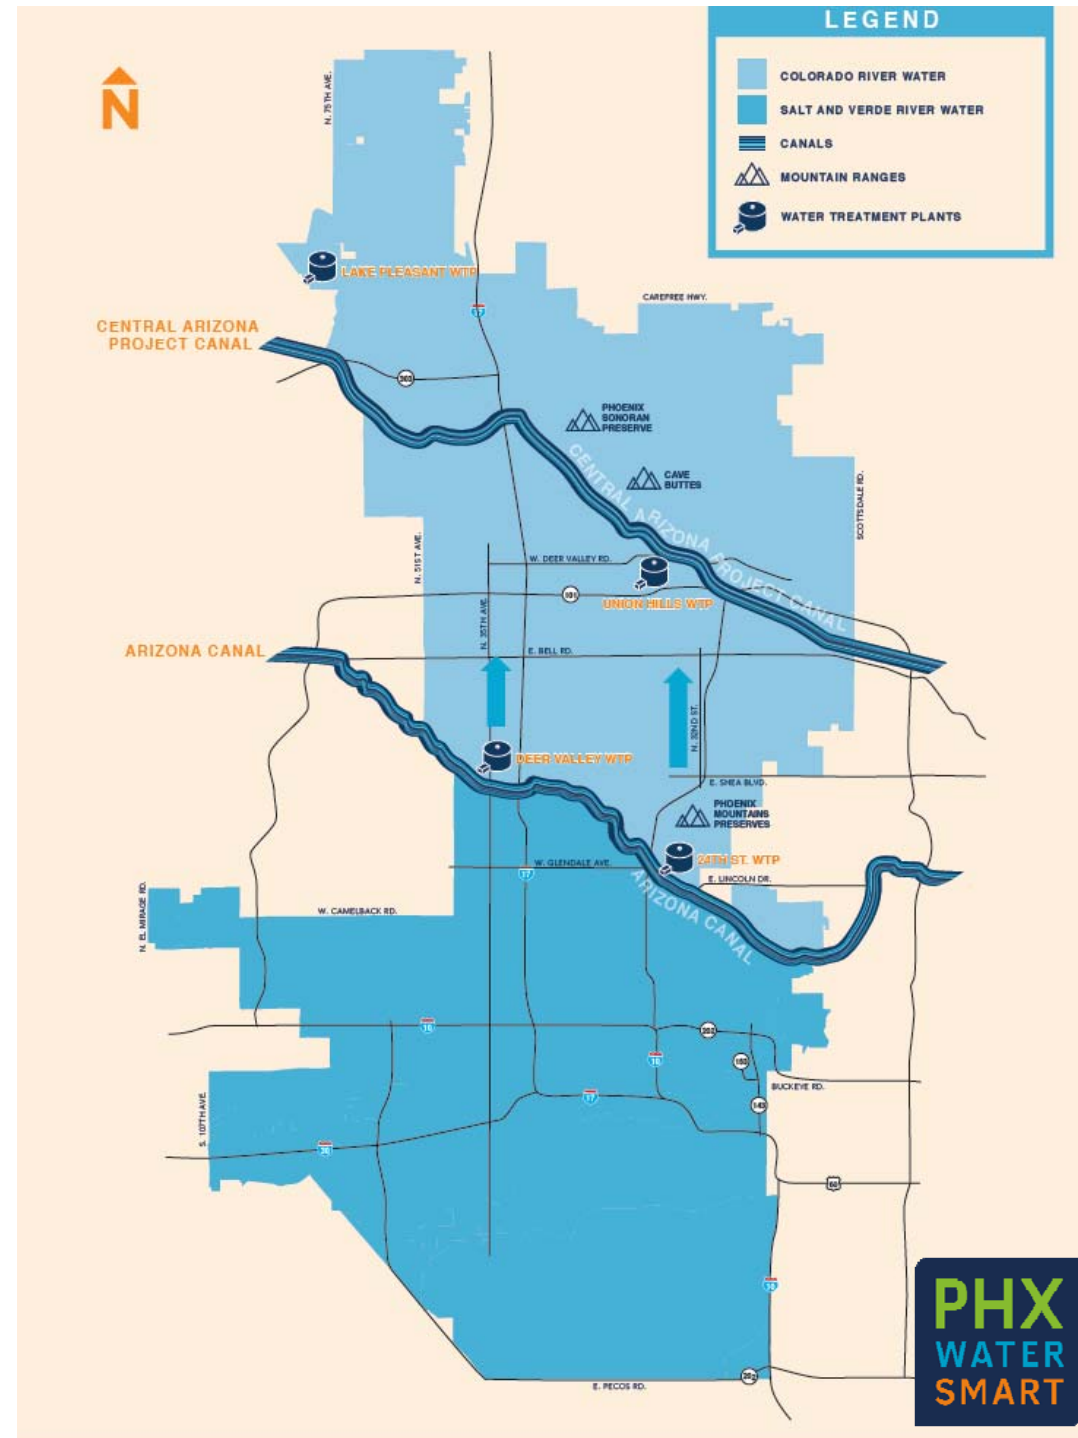 LEGEND
COLORADO RIVER WATER
SALT AND VERDE RIVER WATER
CANALS
MOUNTAIN RANGES
WATER TREATMENT PLANTS
N
N. 75TH AVE.
LAKE PLEASANT WTP
CAREFREE HWY.
CENTRAL ARIZONA
PROJECT CANAL
303
PHOENIX
SONORAN
PRESERVE
CAVE
BUTTES
CENTRAL ARIZONA PROJECT CANAL
SCOTTSDALE RD.
N. 51ST AVE.
W. DEER VALLEY RD.
UNION HILLS WTP
101
N. 35TH AVE.
ARIZONA CANAL
E. BELL RD.
N. 32ND ST.
DEER VALLEY WTP
E. SHEA BLVD.
PHOENIX
MOUNTAINS
PRESERVES
24TH ST. WTP
W. GLENDALE AVE.
17
E. LINCOLN DR.
ARIZONA CANAL
N. EL MIRAGE RD.
W. CAMELBACK RD.
10
202
10
143
BUCKEYE RD.
17
S. 107TH AVE.
60
10
202
E. PECOS RD.
PHX
WATER
SMART